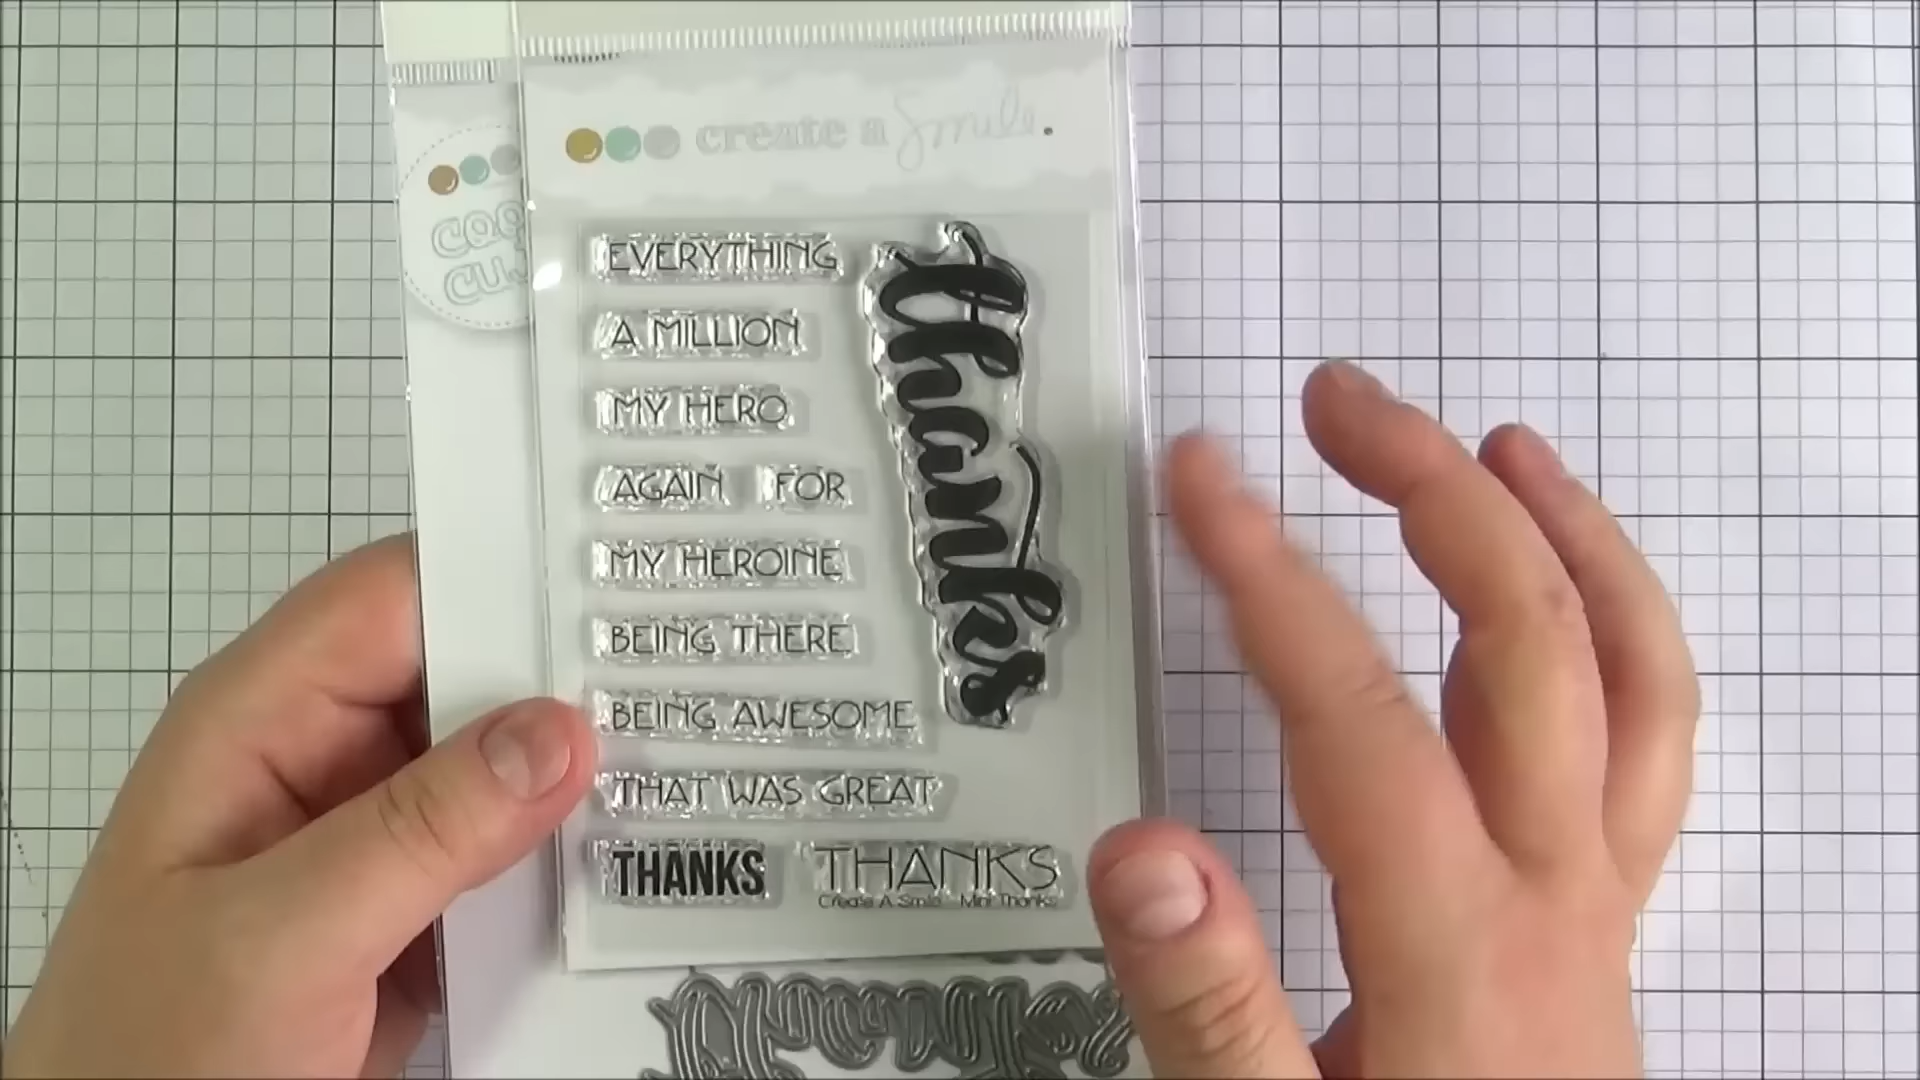 create a Smile.
EVERYTHING
A MILLION
MY HERO
AGAIN FOR
MY HEROINE
BEING THERE
BEING AWESOME
THAT WAS GREAT
THANKS THANKS
Create A Smile Mini Thanks
thanks